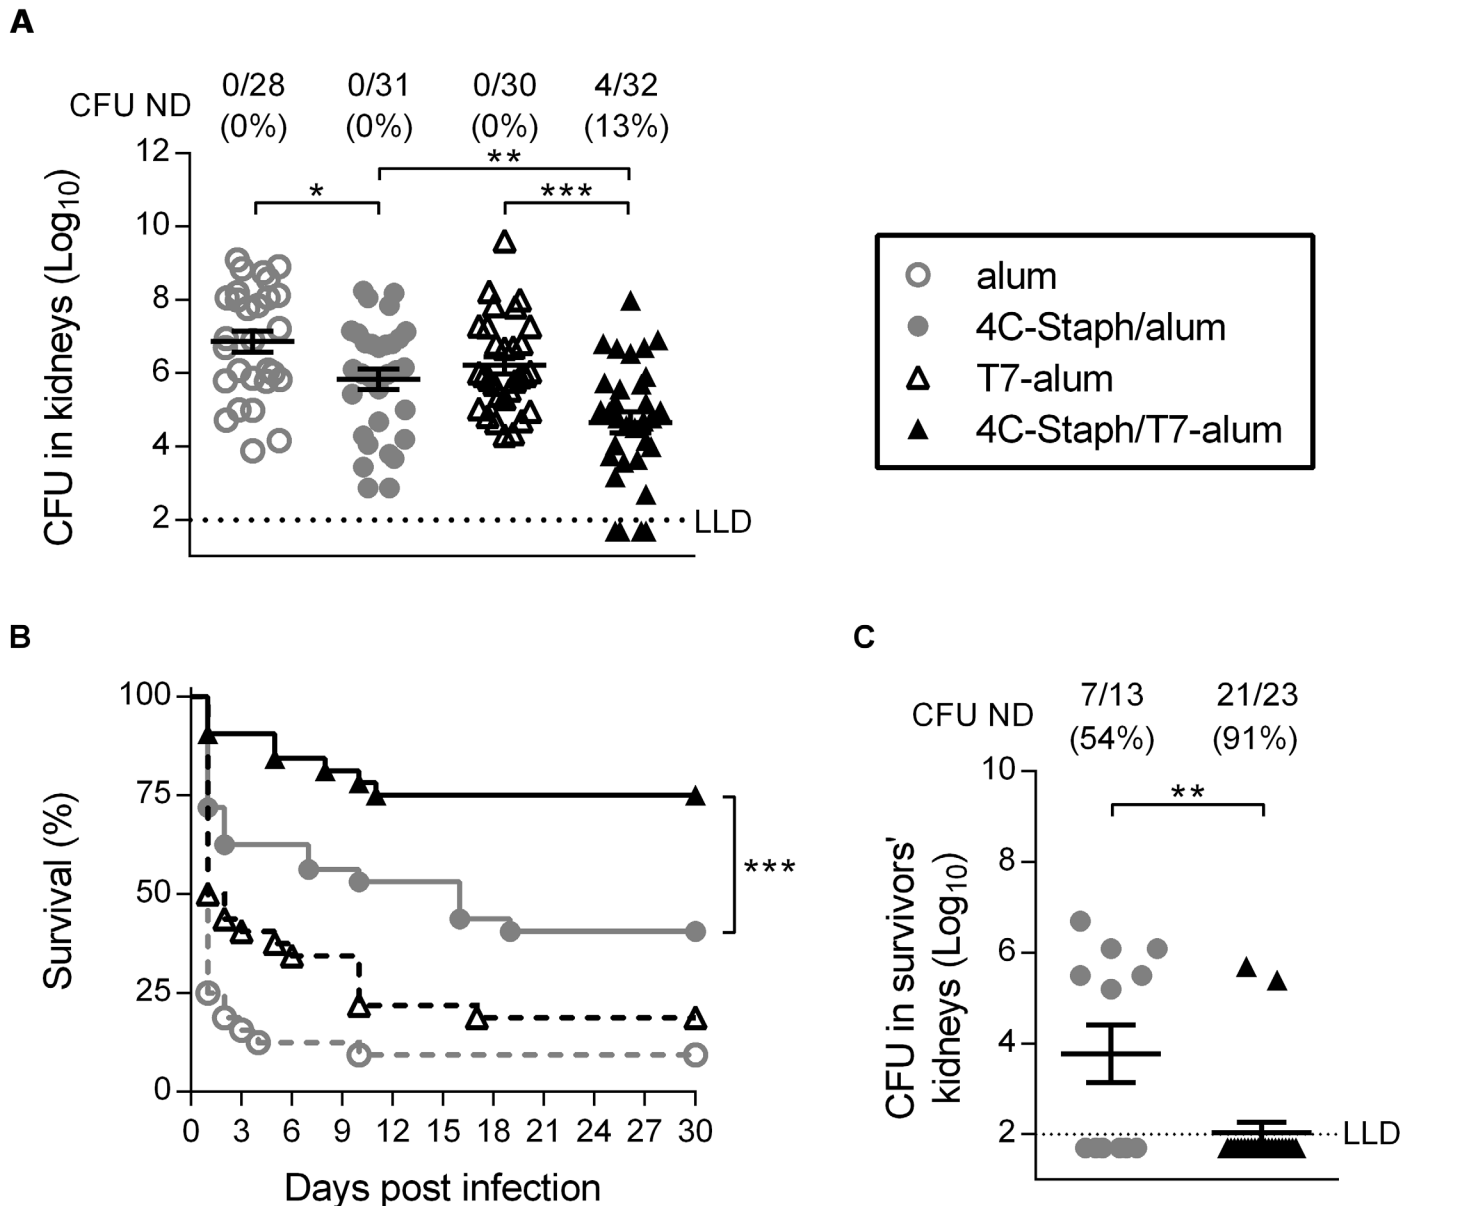 A
CFU ND
0/28 0/31 0/30 4/32
(0%) (0%) (0%) (13%)
12
10
8
6
4
2
CFU in kidneys (Log10)
* ** ***
LLD
alum
4C-Staph/alum
T7-alum
4C-Staph/T7-alum
B
100
75
50
25
0
Survival (%)
***
0 3 6 9 12 15 18 21 24 27 30
Days post infection
C
CFU ND
7/13 21/23
(54%) (91%)
10
8
6
4
2
CFU in survivors'
kidneys (Log10)
**
LLD